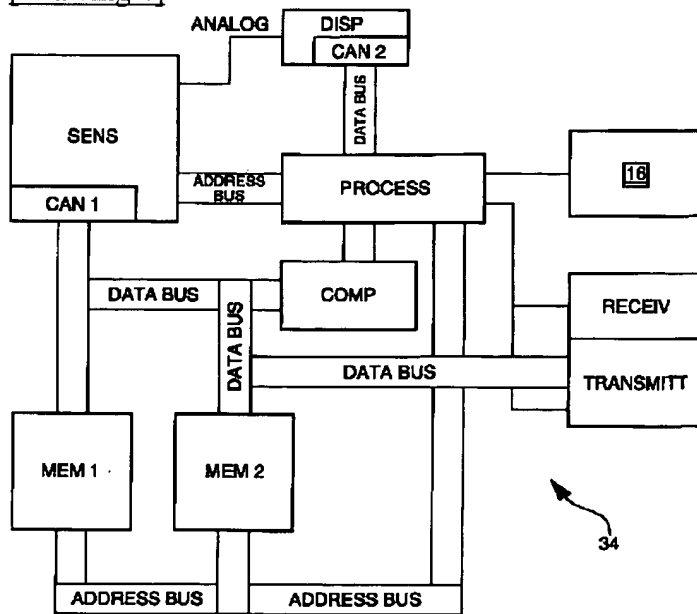 ANALOG
DISP
CAN 2
DATA BUS
SENS
CAN 1
ADDRESS
BUS
PROCESS
16
DATA BUS
COMP
DATA BUS
DATA BUS
RECEIV
TRANSMITT
MEM 1
MEM 2
34
ADDRESS BUS
ADDRESS BUS